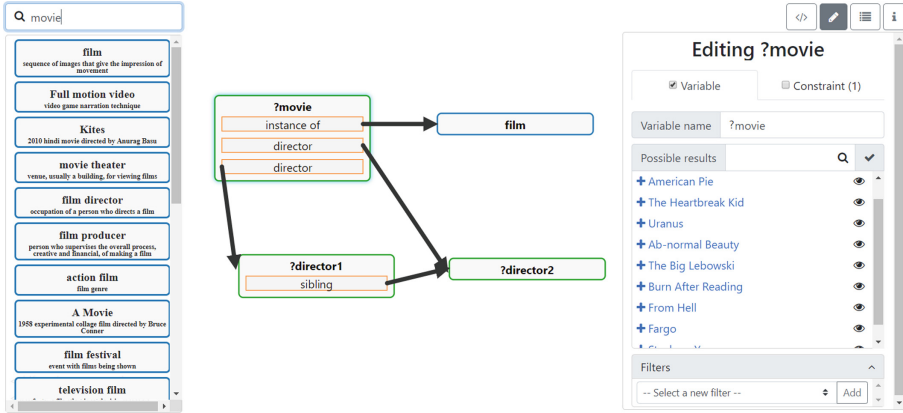 movie
film
sequence of images that give the impression of
movement
Full motion video
video game narration technique
Kites
2010 hindi movie directed by Anurag Basu
movie theater
venue, usually a building, for viewing films
film director
occupation of a person who directs a film
film producer
person who supervises the overall process,
creative and financial, of making a film
action film
film genre
A Movie
1958 experimental collage film directed by Bruce
Conner
film festival
event with films being shown
television film
?movie
instance of
director
director
film
?director1
sibling
?director2
Editing ?movie
Variable
Constraint (1)
Variable name ?movie
Possible results
American Pie
The Heartbreak Kid
Uranus
Ab-normal Beauty
The Big Lebowski
Burn After Reading
From Hell
Fargo
Filters
-- Select a new filter -- Add